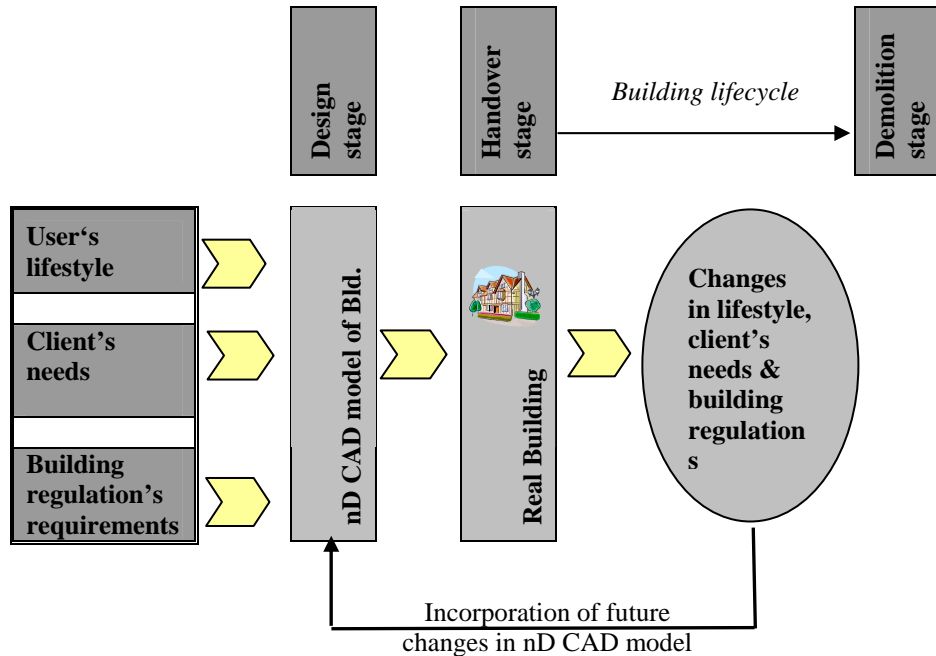 Design
stage
Handover
stage
Building lifecycle
Demolition
stage
User‘s
lifestyle
Client’s
needs
Building
regulation’s
requirements
nD CAD model of Bid.
Real Building
Changes
in lifestyle,
client’s
needs &
building
regulation
s
Incorporation of future
changes in nD CAD model